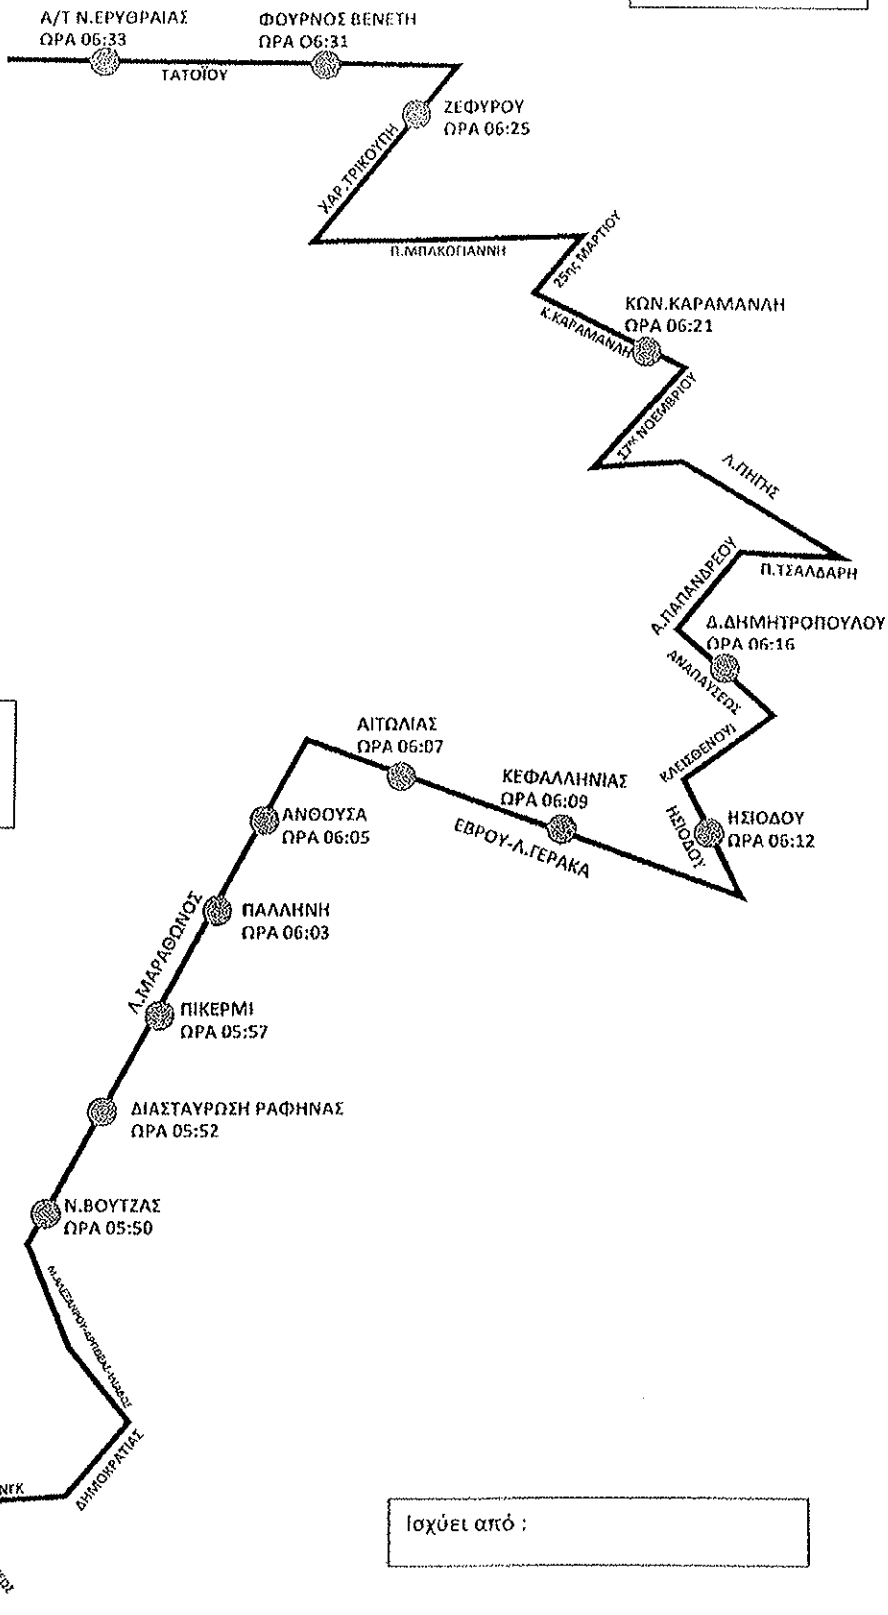 Α/Τ Ν.ΕΡΥΘΡΑΙΑΣ
ΩΡΑ 06:33
ΦΟΥΡΝΟΣ ΒΕΝΕΤΗ
ΩΡΑ Ο6:31
ΤΑΤΟΪΟΥ
ΖΕΦΥΡΟΥ
ΩΡΑ 06:25
ΧΑΡ.ΤΡΙΚΟΥΠΗ
Π.ΜΠΑΚΟΓΙΑΝΝΗ
25ης ΜΑΡΤΙΟΥ
ΚΩΝ.ΚΑΡΑΜΑΝΛΗ
ΩΡΑ 06:21
Κ.ΚΑΡΑΜΑΝΛΗ
17ης ΝΟΕΜΒΡΙΟΥ
Λ.ΠΗΓΗΣ
Π.ΤΣΑΛΔΑΡΗ
Α.ΠΑΠΑΝΔΡΕΟΥ
Δ.ΔΗΜΗΤΡΟΠΟΥΛΟΥ
ΩΡΑ 06:16
ΑΝΑΠΑΥΣΕΩΣ
ΚΛΕΙΣΘΕΝΟΥΣ
ΑΙΤΩΛΙΑΣ
ΩΡΑ 06:07
ΚΕΦΑΛΛΗΝΙΑΣ
ΩΡΑ 06:09
ΗΣΙΟΔΟΥ
ΩΡΑ 06:12
ΗΣΙΟΔΟΥ
ΕΒΡΟΥ-Λ.ΓΕΡΑΚΑ
ΑΝΘΟΥΣΑ
ΩΡΑ 06:05
ΠΑΛΛΗΝΗ
ΩΡΑ 06:03
Λ.ΜΑΡΑΘΩΝΟΣ
ΠΙΚΕΡΜΙ
ΩΡΑ 05:57
ΔΙΑΣΤΑΥΡΩΣΗ ΡΑΦΗΝΑΣ
ΩΡΑ 05:52
Ν.ΒΟΥΤΖΑΣ
ΩΡΑ 05:50
ΔΗΜΟΚΡΑΤΙΑΣ
Ισχύει από :